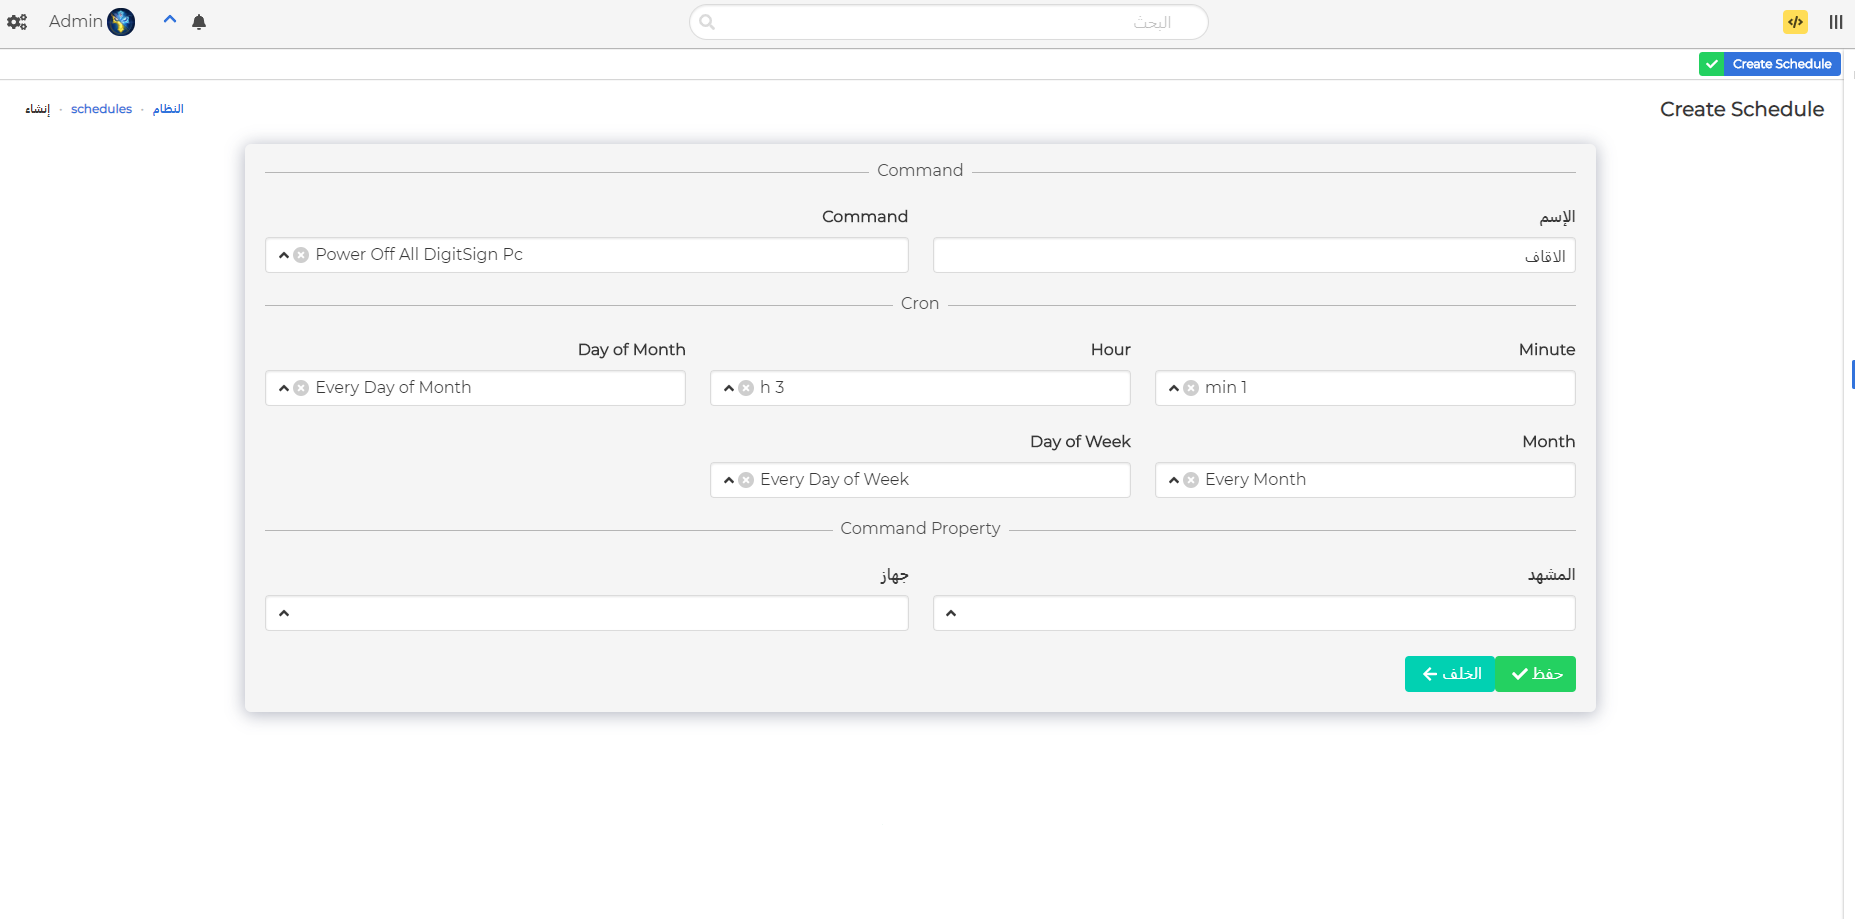 Admin
البحث
Create Schedule
Create Schedule
النظام · schedules · إنشاء
Command
الإسم
Command
الاقاف
Power Off All DigitSign Pc
Cron
Minute
Hour
Day of Month
min 1
h 3
Every Day of Month
Month
Day of Week
Every Month
Every Day of Week
Command Property
المشهد
جهاز
حفظ
الخلف